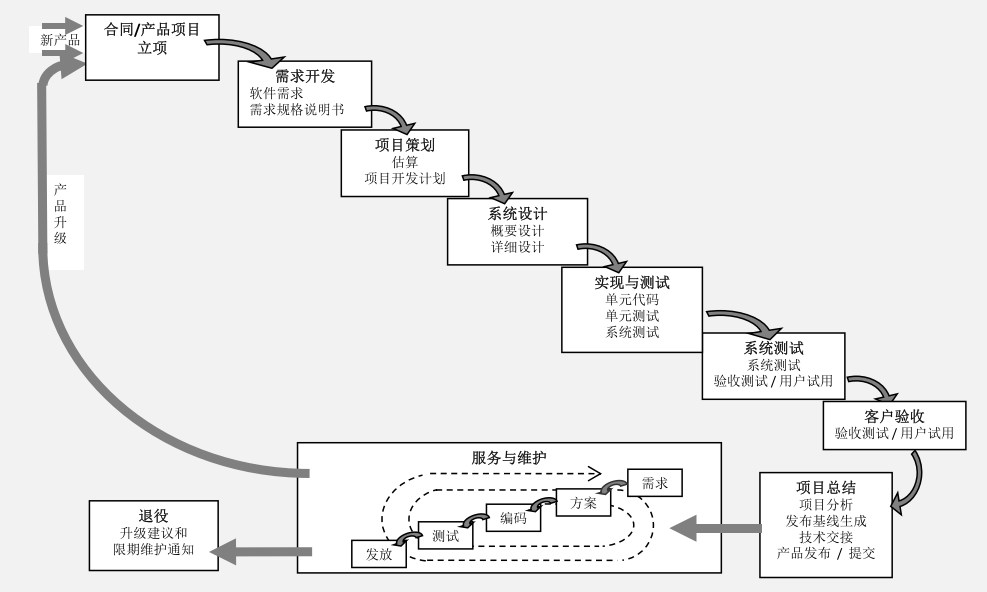 合同/产品项目
立项
新产品
需求开发
软件需求
需求规格说明书
项目策划
估算
项目开发计划
产
品
升
级
系统设计
概要设计
详细设计
实现与测试
单元代码
单元测试
系统测试
系统测试
系统测试
验收测试 / 用户试用
客户验收
验收测试 / 用户试用
服务与维护
需求
方案
编码
测试
发放
项目总结
项目分析
发布基线生成
技术交接
产品发布 / 提交
退役
升级建议和
限期维护通知